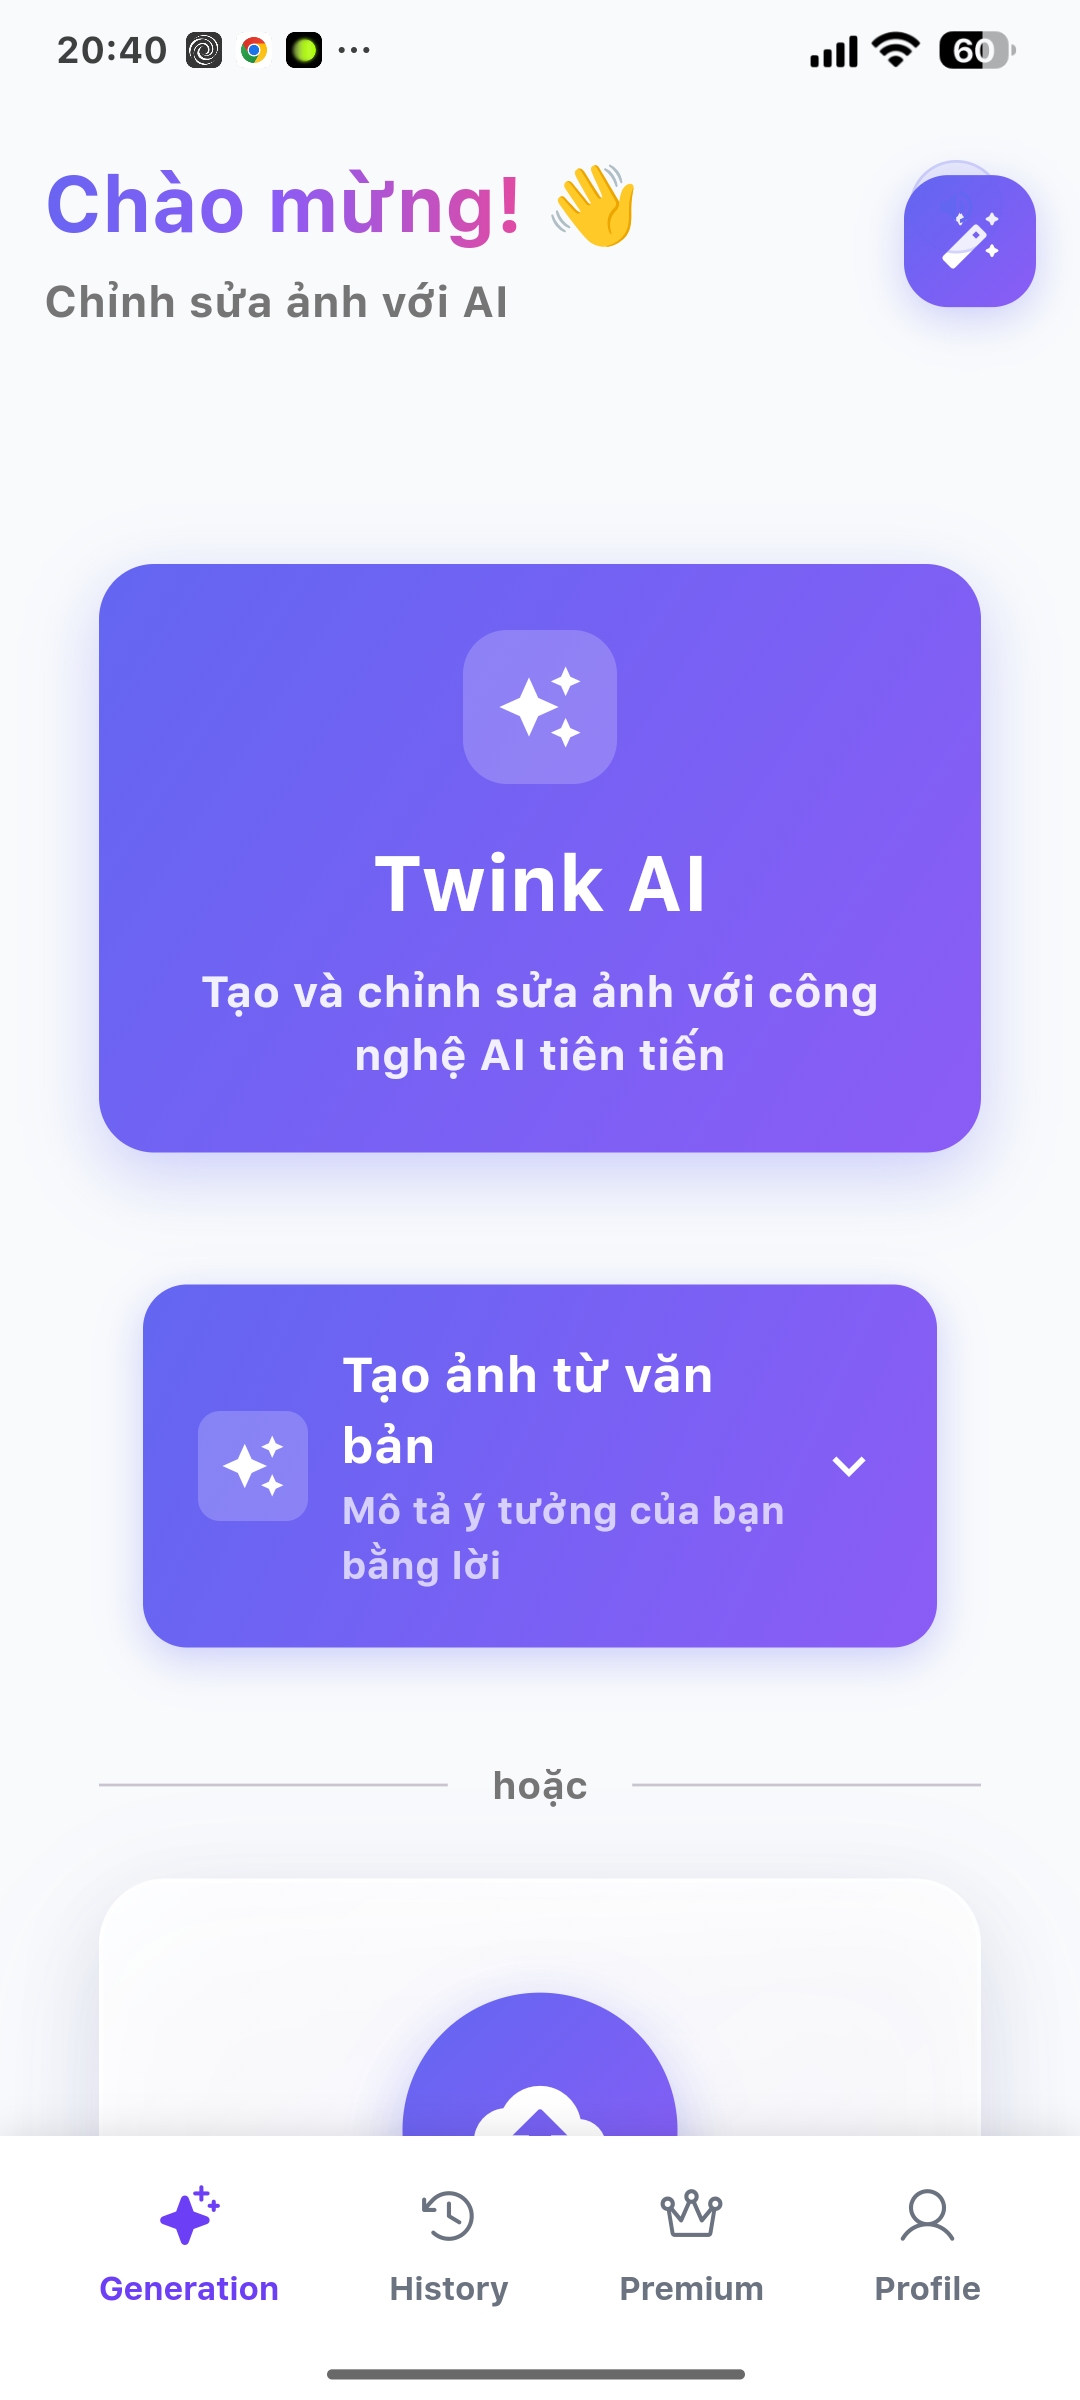 20:40
60
Chào mừng! 👋
Chỉnh sửa ảnh với AI
Twink AI
Tạo và chỉnh sửa ảnh với công
nghệ AI tiên tiến
Tạo ảnh từ văn
bản
Mô tả ý tưởng của bạn
bằng lời
hoặc
Generation
History
Premium
Profile